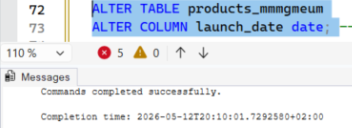 72 ALTER TABLE products_mmmgmeum
73 ALTER COLUMN launch_date date;
110 % 5 0 ↑ ↓
Messages
Commands completed successfully.
Completion time: 2026-05-12T20:10:01.7292580+02:00